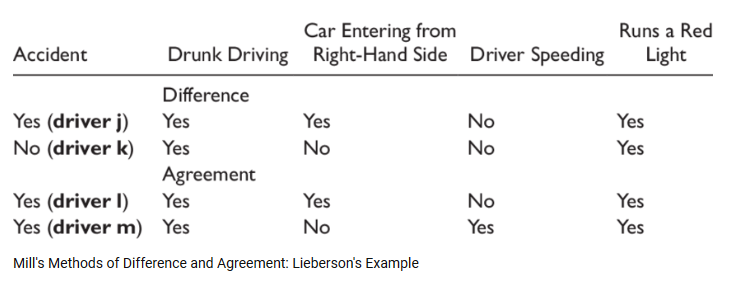 Accident Drunk Driving Car Entering from Right-Hand Side Driver Speeding Runs a Red Light
Difference
Yes (driver j) Yes Yes No Yes
No (driver k) Yes No No Yes
Agreement
Yes (driver l) Yes Yes No Yes
Yes (driver m) Yes No Yes Yes
Mill's Methods of Difference and Agreement: Lieberson's Example